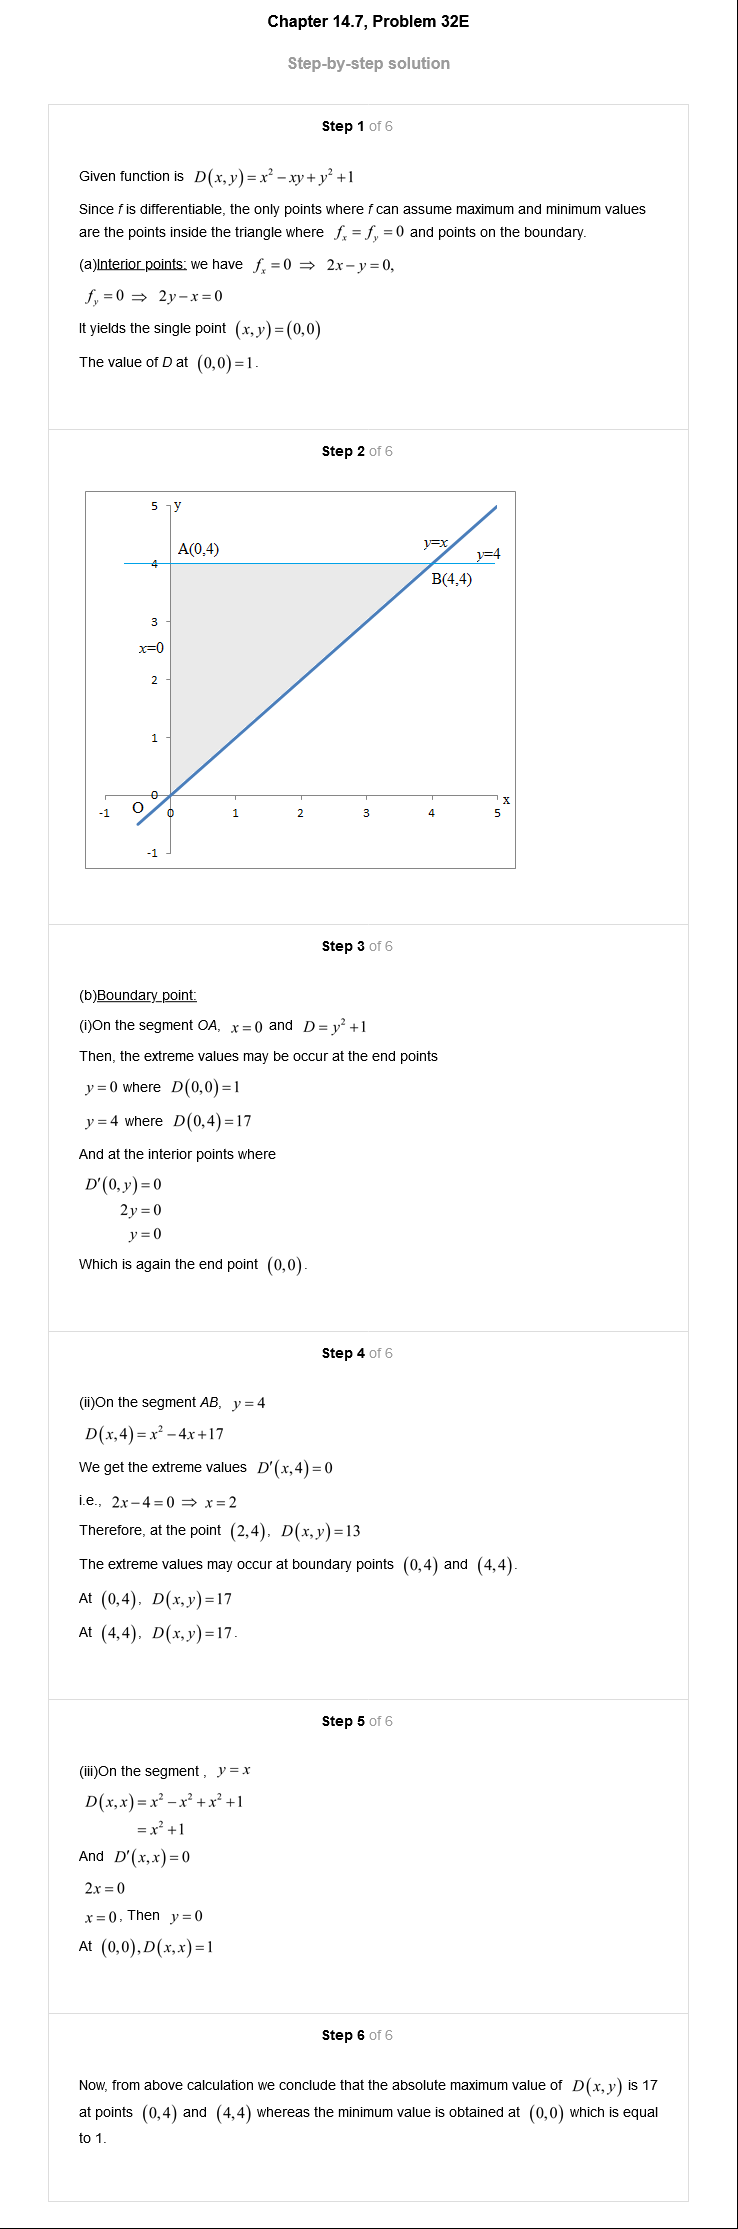 Chapter 14.7, Problem 32E
Step-by-step solution
Step 1 of 6
Given function is D(x, y) = x² − xy + y² + 1
Since f is differentiable, the only points where f can assume maximum and minimum values
are the points inside the triangle where fₓ = f_y = 0 and points on the boundary.
(a)Interior points: we have fₓ = 0 ⇒ 2x − y = 0,
f_y = 0 ⇒ 2y − x = 0
It yields the single point (x, y) = (0,0)
The value of D at (0,0) = 1.
Step 2 of 6
5 y
A(0,4)
y=x
y=4
4
B(4,4)
3
x=0
2
1
0
x
O
-1 0 1 2 3 4 5
-1
Step 3 of 6
(b)Boundary point:
(i)On the segment OA, x = 0 and D = y² + 1
Then, the extreme values may be occur at the end points
y = 0 where D(0,0) = 1
y = 4 where D(0,4) = 17
And at the interior points where
D'(0, y) = 0
2y = 0
y = 0
Which is again the end point (0,0).
Step 4 of 6
(ii)On the segment AB, y = 4
D(x,4) = x² − 4x + 17
We get the extreme values D'(x,4) = 0
i.e., 2x − 4 = 0 ⇒ x = 2
Therefore, at the point (2,4), D(x, y) = 13
The extreme values may occur at boundary points (0,4) and (4,4).
At (0,4), D(x, y) = 17
At (4,4), D(x, y) = 17.
Step 5 of 6
(iii)On the segment , y = x
D(x, x) = x² − x² + x² + 1
= x² + 1
And D'(x, x) = 0
2x = 0
x = 0, Then y = 0
At (0,0), D(x, x) = 1
Step 6 of 6
Now, from above calculation we conclude that the absolute maximum value of D(x, y) is 17
at points (0,4) and (4,4) whereas the minimum value is obtained at (0,0) which is equal
to 1.